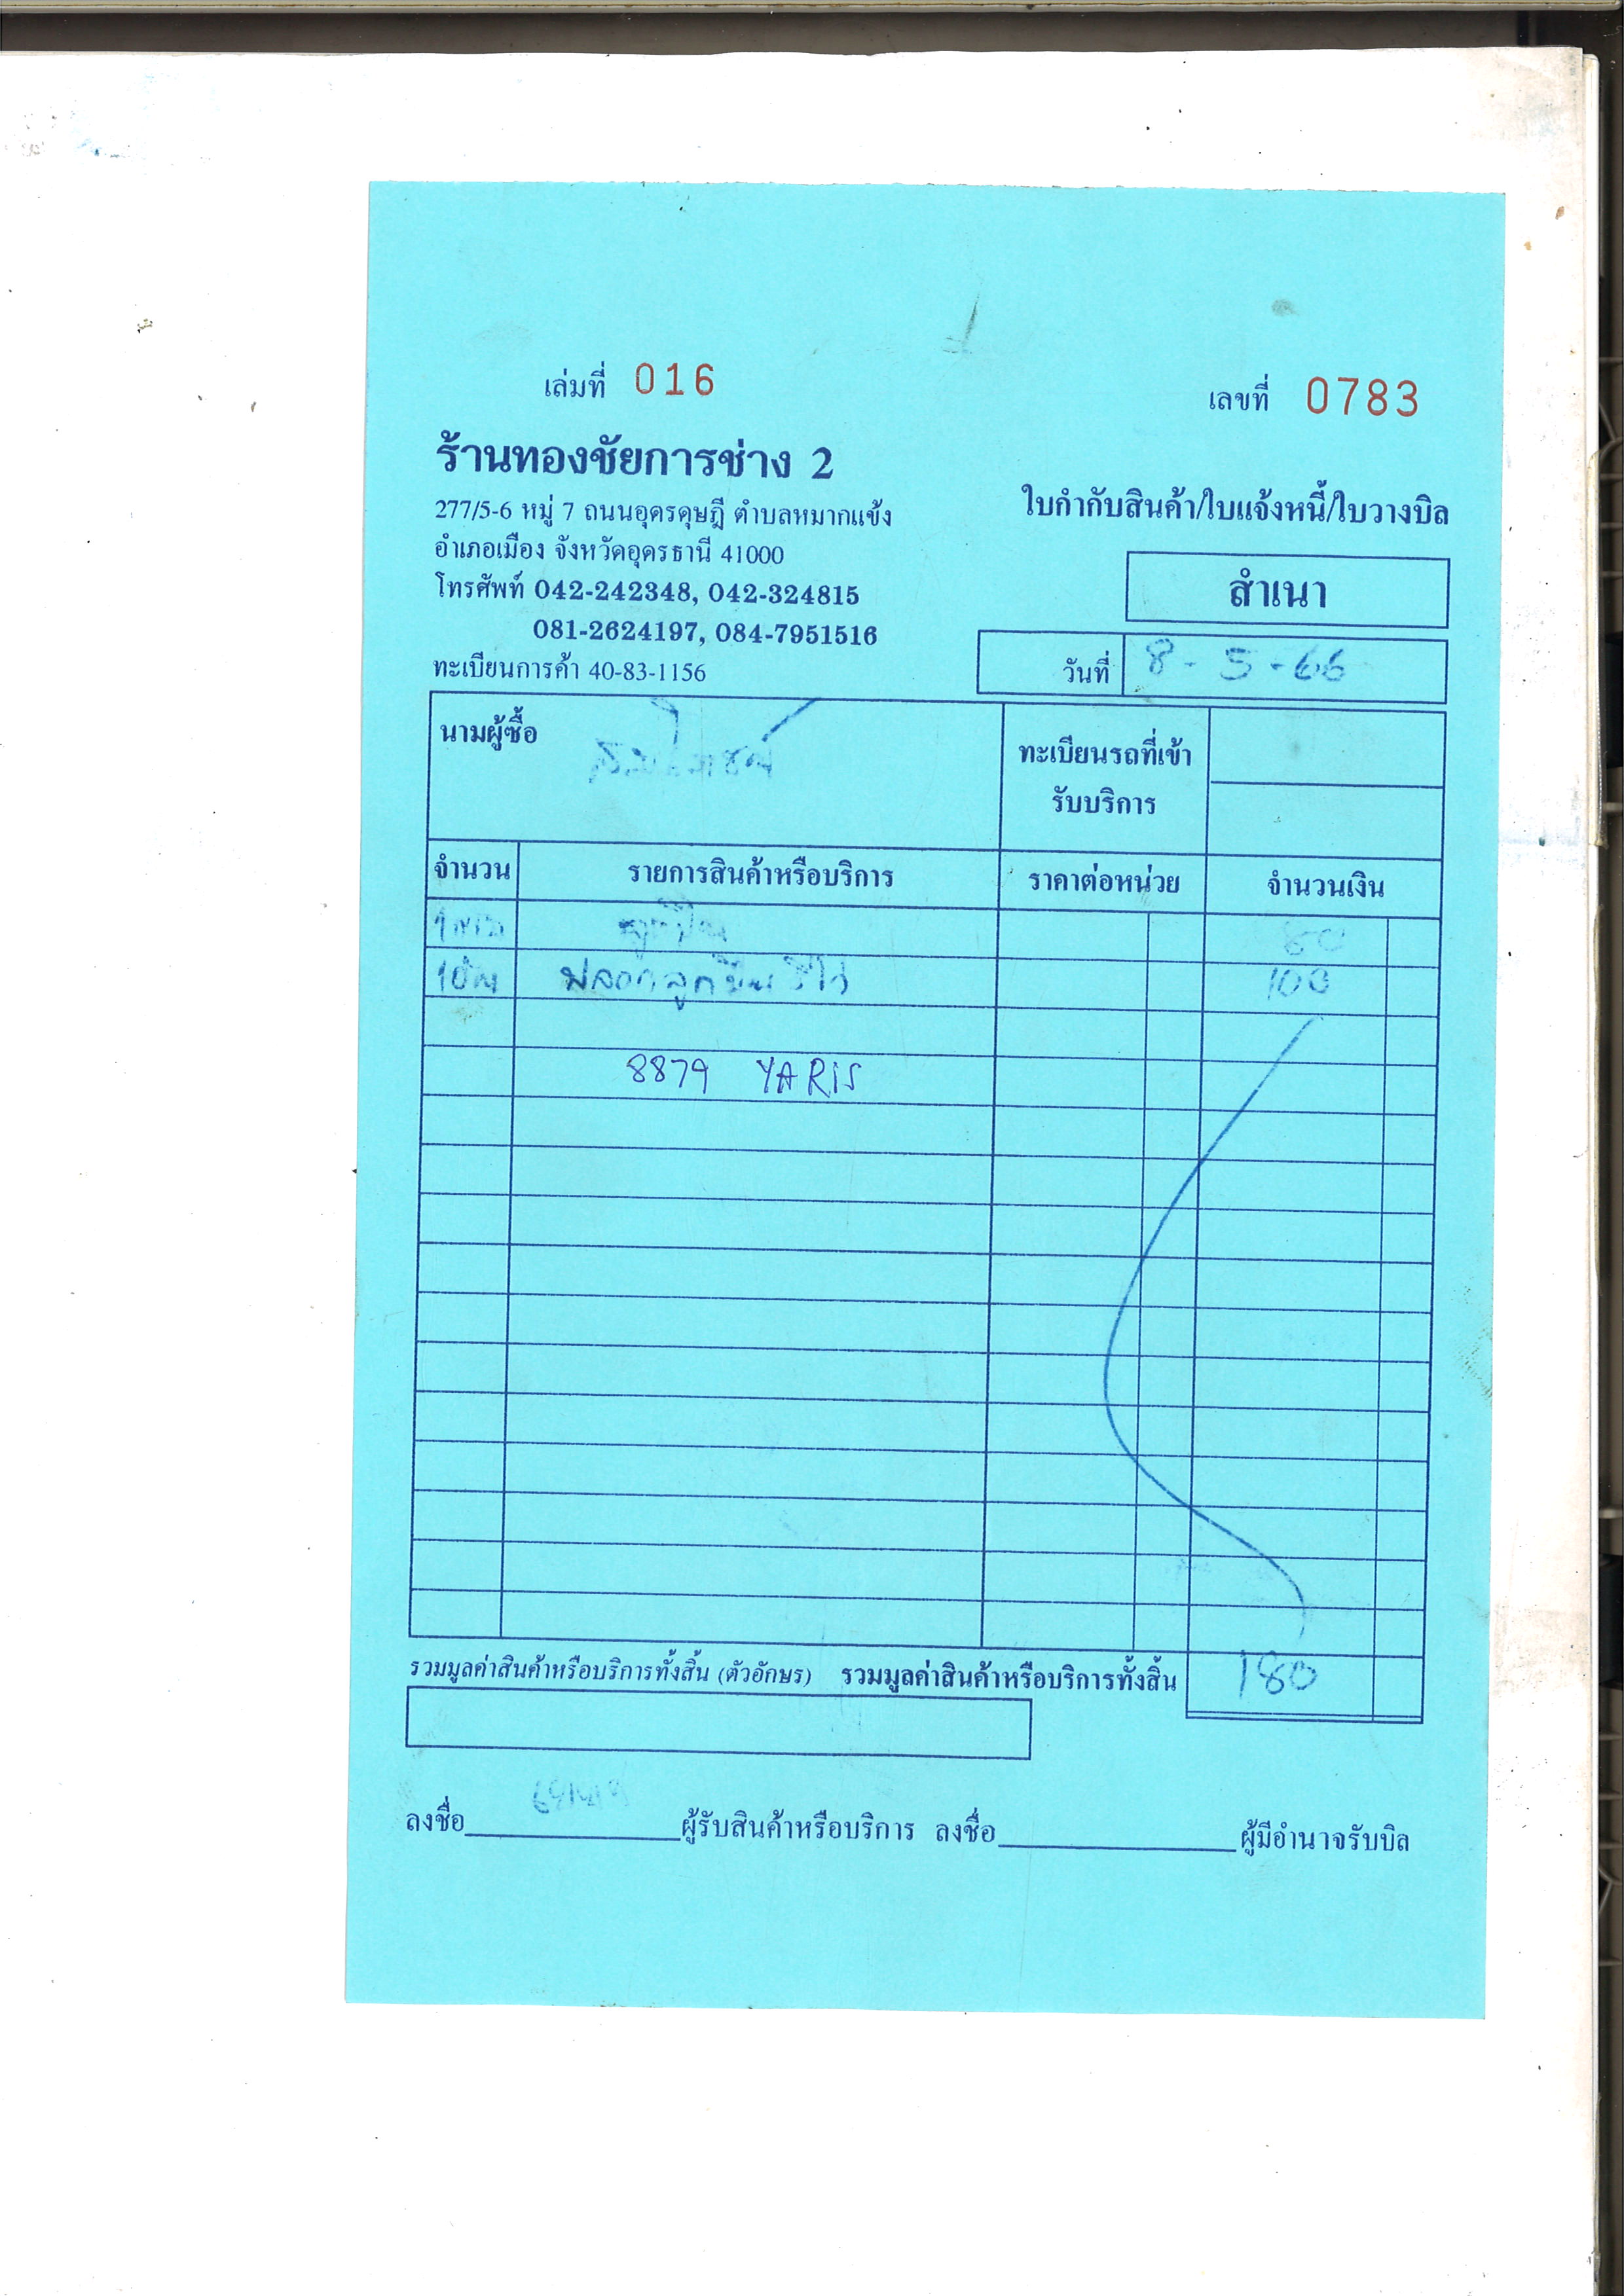 เล่มที่ 016
เลขที่ 0783
ร้านทองชัยการช่าง 2
277/5-6 หมู่ 7 ถนนอุดรดุษฎี ตำบลหมากแข้ง
อำเภอเมือง จังหวัดอุดรธานี 41000
โทรศัพท์ 042-242348, 042-324815
081-2624197, 084-7951516
ทะเบียนการค้า 40-83-1156
ใบกำกับสินค้า/ใบแจ้งหนี้/ใบวางบิล
สำเนา
วันที่ 8-5-66
นามผู้ซื้อ
ทะเบียนรถที่เข้า
รับบริการ
จำนวน รายการสินค้าหรือบริการ ราคาต่อหน่วย จำนวนเงิน
80
100
8879 YARIS
รวมมูลค่าสินค้าหรือบริการทั้งสิ้น (ตัวอักษร) รวมมูลค่าสินค้าหรือบริการทั้งสิ้น 180
ลงชื่อ ผู้รับสินค้าหรือบริการ ลงชื่อ ผู้มีอำนาจรับบิล